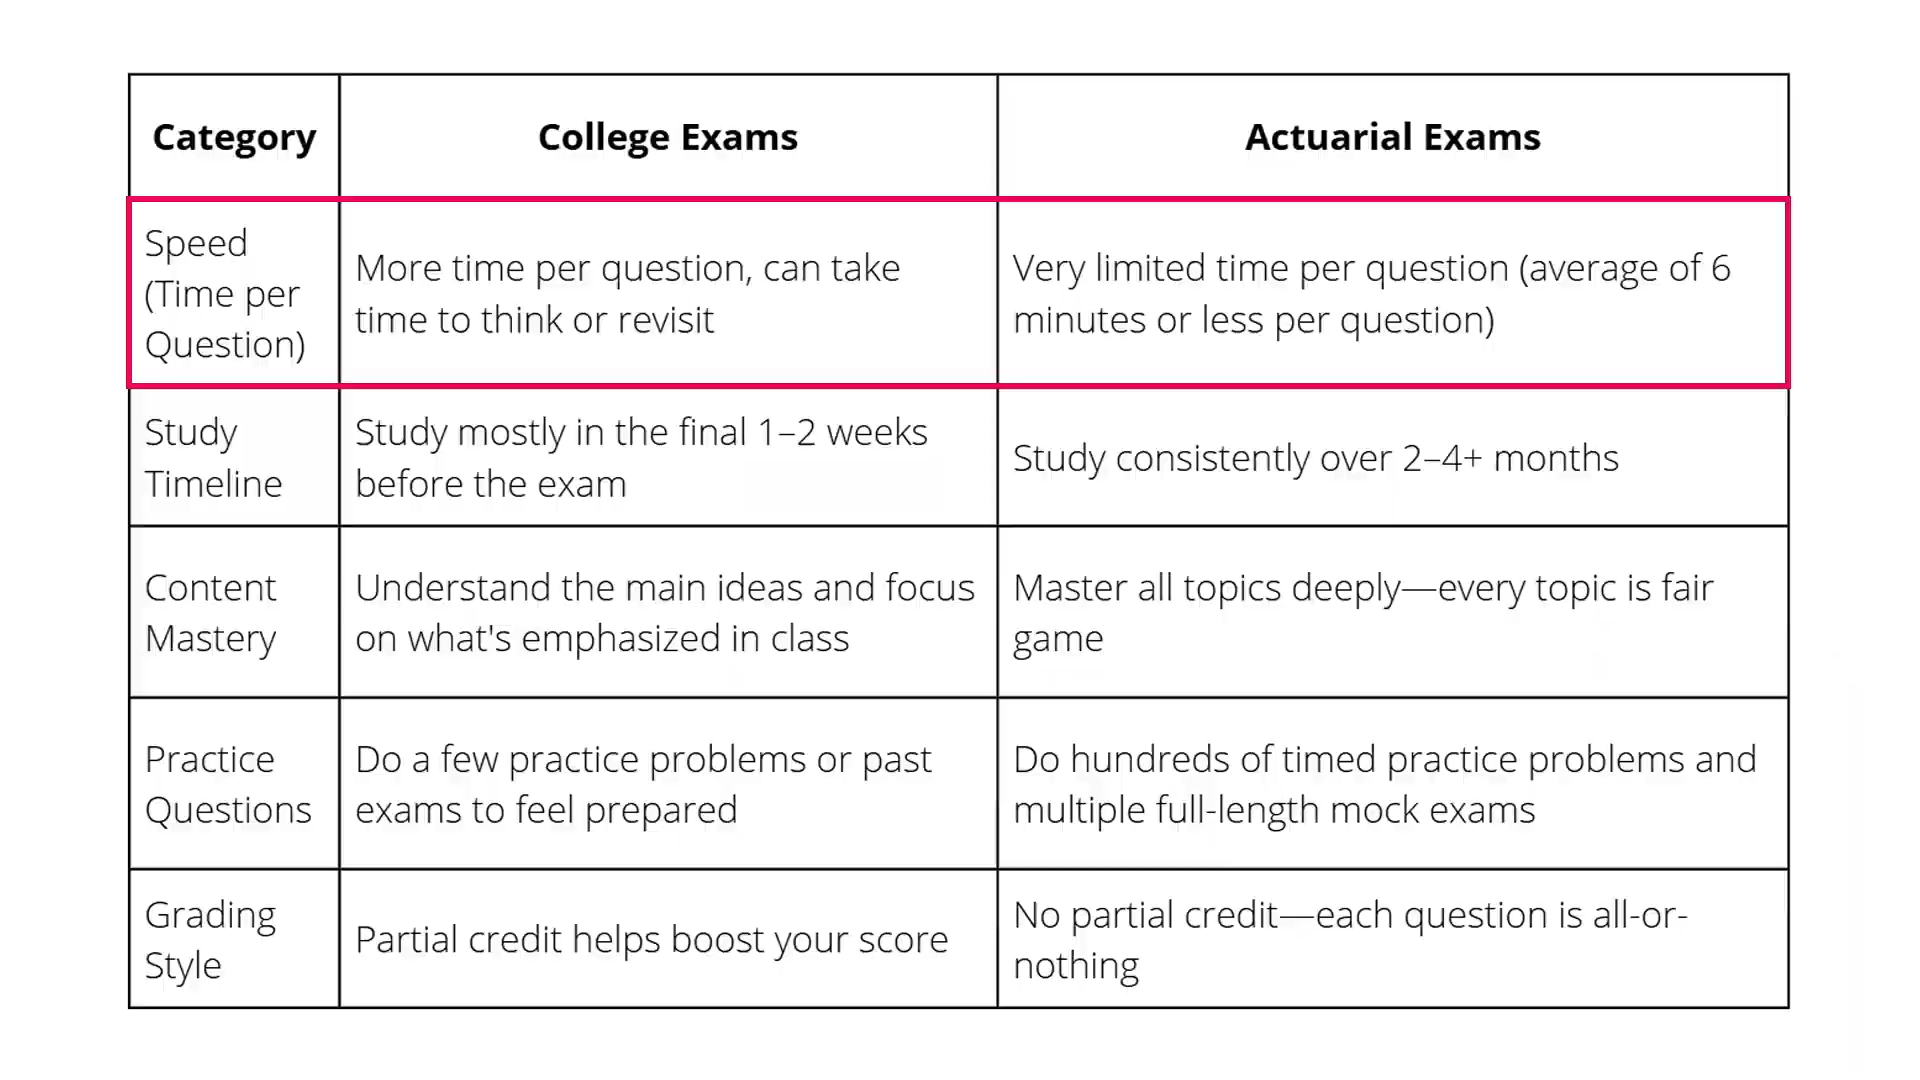 Category
College Exams
Actuarial Exams
Speed
(Time per
Question)
More time per question, can take
time to think or revisit
Very limited time per question (average of 6
minutes or less per question)
Study
Timeline
Study mostly in the final 1–2 weeks
before the exam
Study consistently over 2–4+ months
Content
Mastery
Understand the main ideas and focus
on what's emphasized in class
Master all topics deeply—every topic is fair
game
Practice
Questions
Do a few practice problems or past
exams to feel prepared
Do hundreds of timed practice problems and
multiple full-length mock exams
Grading
Style
Partial credit helps boost your score
No partial credit—each question is all-or-
nothing